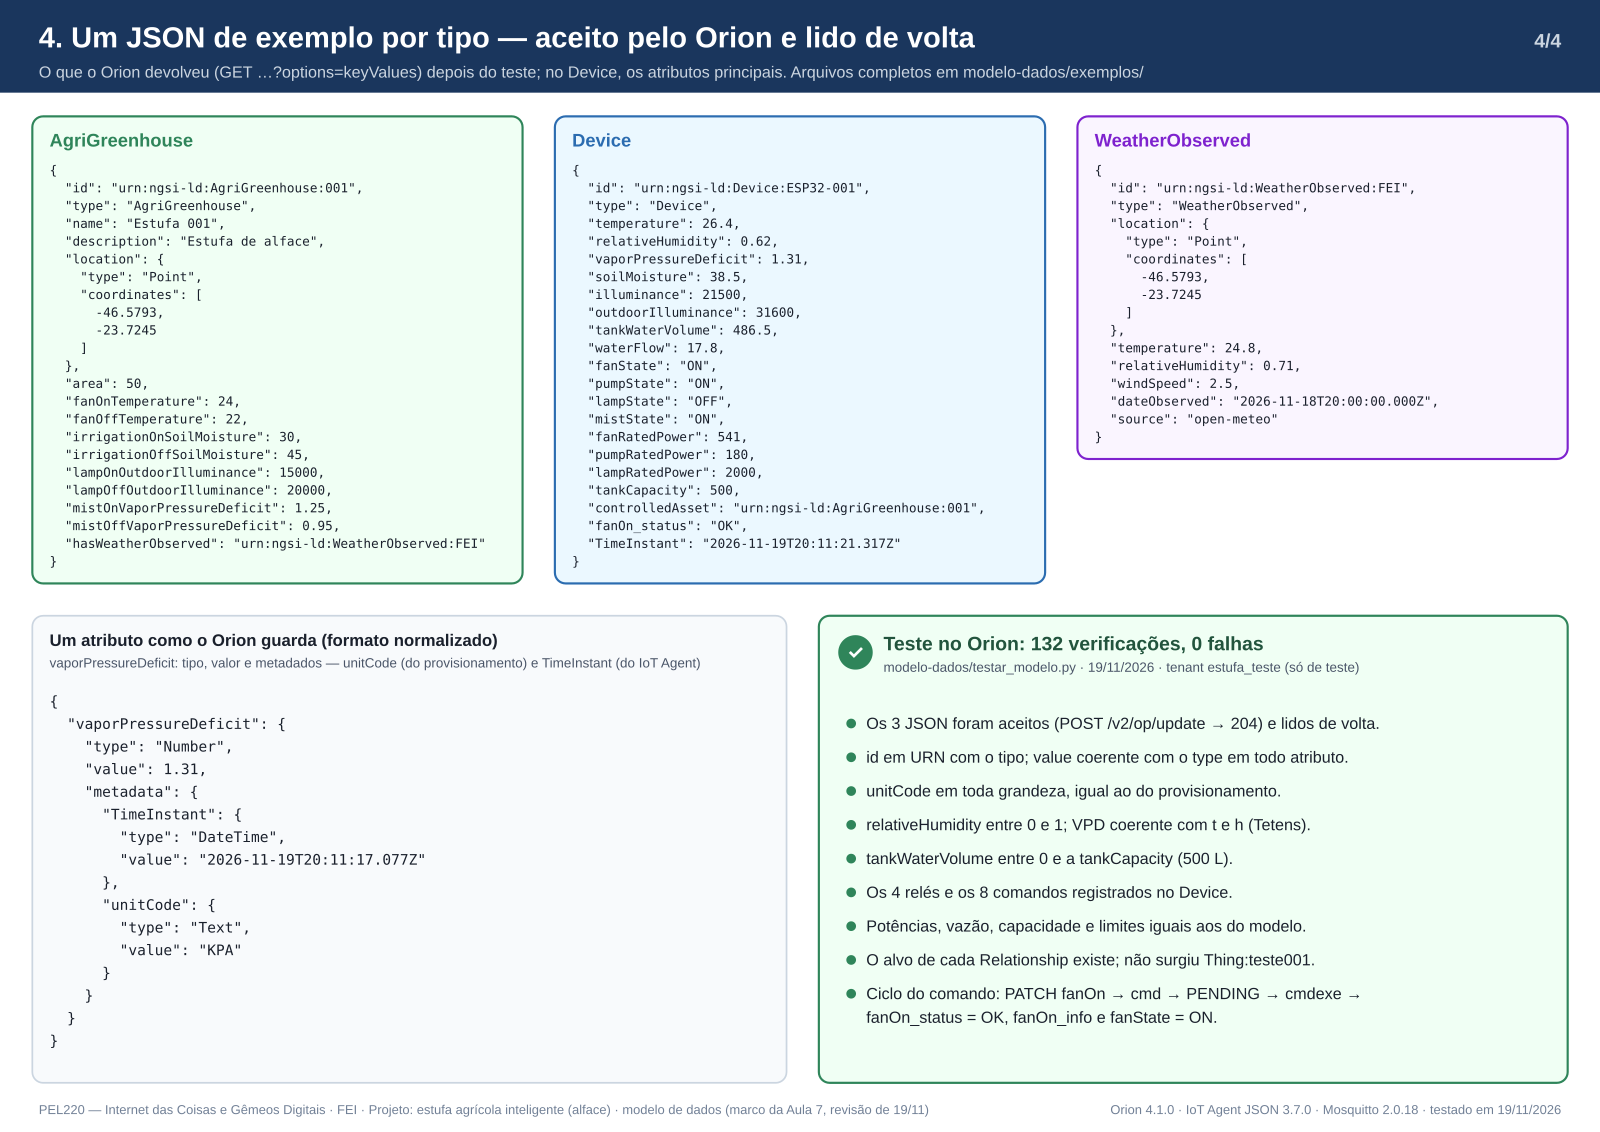 4. Um JSON de exemplo por tipo — aceito pelo Orion e lido de volta
4/4
O que o Orion devolveu (GET …?options=keyValues) depois do teste; no Device, os atributos principais. Arquivos completos em modelo-dados/exemplos/
AgriGreenhouse
{
"id": "urn:ngsi-ld:AgriGreenhouse:001",
"type": "AgriGreenhouse",
"name": "Estufa 001",
"description": "Estufa de alface",
"location": {
"type": "Point",
"coordinates": [
-46.5793,
-23.7245
]
},
"area": 50,
"fanOnTemperature": 24,
"fanOffTemperature": 22,
"irrigationOnSoilMoisture": 30,
"irrigationOffSoilMoisture": 45,
"lampOnOutdoorIlluminance": 15000,
"lampOffOutdoorIlluminance": 20000,
"mistOnVaporPressureDeficit": 1.25,
"mistOffVaporPressureDeficit": 0.95,
"hasWeatherObserved": "urn:ngsi-ld:WeatherObserved:FEI"
}
Device
{
"id": "urn:ngsi-ld:Device:ESP32-001",
"type": "Device",
"temperature": 26.4,
"relativeHumidity": 0.62,
"vaporPressureDeficit": 1.31,
"soilMoisture": 38.5,
"illuminance": 21500,
"outdoorIlluminance": 31600,
"tankWaterVolume": 486.5,
"waterFlow": 17.8,
"fanState": "ON",
"pumpState": "ON",
"lampState": "OFF",
"mistState": "ON",
"fanRatedPower": 541,
"pumpRatedPower": 180,
"lampRatedPower": 2000,
"tankCapacity": 500,
"controlledAsset": "urn:ngsi-ld:AgriGreenhouse:001",
"fanOn_status": "OK",
"TimeInstant": "2026-11-19T20:11:21.317Z"
}
WeatherObserved
{
"id": "urn:ngsi-ld:WeatherObserved:FEI",
"type": "WeatherObserved",
"location": {
"type": "Point",
"coordinates": [
-46.5793,
-23.7245
]
},
"temperature": 24.8,
"relativeHumidity": 0.71,
"windSpeed": 2.5,
"dateObserved": "2026-11-18T20:00:00.000Z",
"source": "open-meteo"
}
Um atributo como o Orion guarda (formato normalizado)
vaporPressureDeficit: tipo, valor e metadados — unitCode (do provisionamento) e TimeInstant (do IoT Agent)
{
"vaporPressureDeficit": {
"type": "Number",
"value": 1.31,
"metadata": {
"TimeInstant": {
"type": "DateTime",
"value": "2026-11-19T20:11:17.077Z"
},
"unitCode": {
"type": "Text",
"value": "KPA"
}
}
}
}
Teste no Orion: 132 verificações, 0 falhas
modelo-dados/testar_modelo.py · 19/11/2026 · tenant estufa_teste (só de teste)
● Os 3 JSON foram aceitos (POST /v2/op/update → 204) e lidos de volta.
● id em URN com o tipo; value coerente com o type em todo atributo.
● unitCode em toda grandeza, igual ao do provisionamento.
● relativeHumidity entre 0 e 1; VPD coerente com t e h (Tetens).
● tankWaterVolume entre 0 e a tankCapacity (500 L).
● Os 4 relés e os 8 comandos registrados no Device.
● Potências, vazão, capacidade e limites iguais aos do modelo.
● O alvo de cada Relationship existe; não surgiu Thing:teste001.
● Ciclo do comando: PATCH fanOn → cmd → PENDING → cmdexe →
fanOn_status = OK, fanOn_info e fanState = ON.
PEL220 — Internet das Coisas e Gêmeos Digitais · FEI · Projeto: estufa agrícola inteligente (alface) · modelo de dados (marco da Aula 7, revisão de 19/11)
Orion 4.1.0 · IoT Agent JSON 3.7.0 · Mosquitto 2.0.18 · testado em 19/11/2026